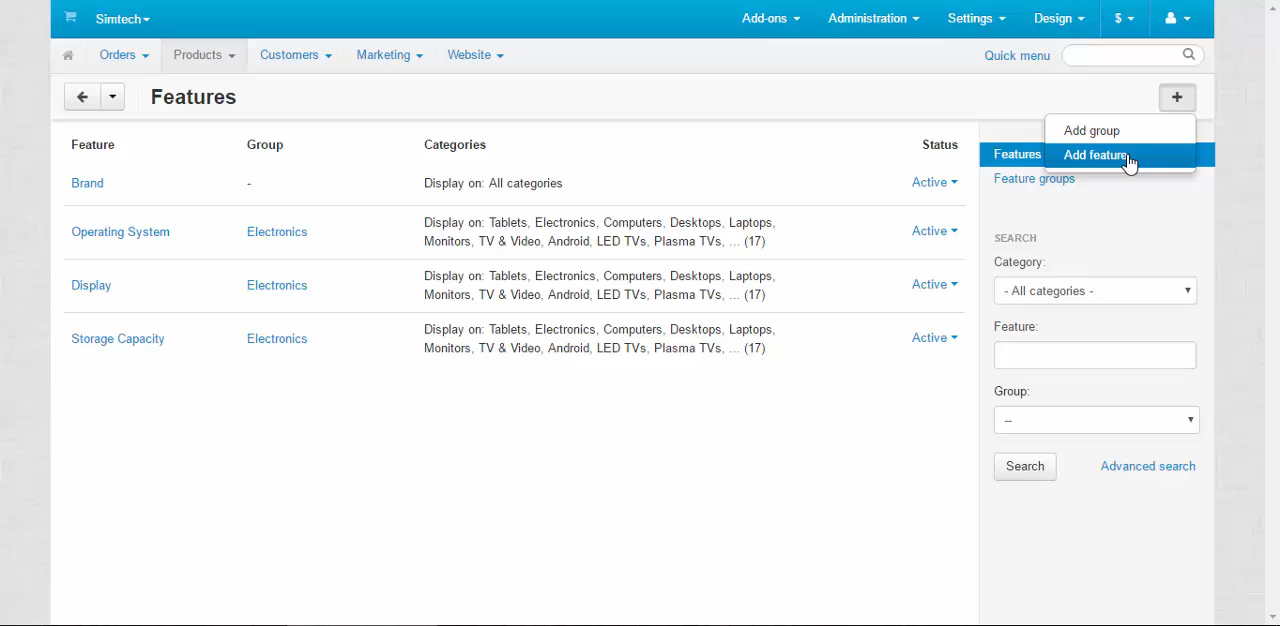 Simtech Add-ons Administration Settings Design $
Orders Products Customers Marketing Website Quick menu
Features +
Add group
Add feature
Feature Group Categories Status
Features
Feature groups
Brand - Display on: All categories Active
Operating System Electronics Display on: Tablets, Electronics, Computers, Desktops, Laptops,
Monitors, TV & Video, Android, LED TVs, Plasma TVs, ... (17) Active
Display Electronics Display on: Tablets, Electronics, Computers, Desktops, Laptops,
Monitors, TV & Video, Android, LED TVs, Plasma TVs, ... (17) Active
Storage Capacity Electronics Display on: Tablets, Electronics, Computers, Desktops, Laptops,
Monitors, TV & Video, Android, LED TVs, Plasma TVs, ... (17) Active
SEARCH
Category:
- All categories -
Feature:
Group:
--
Search Advanced search